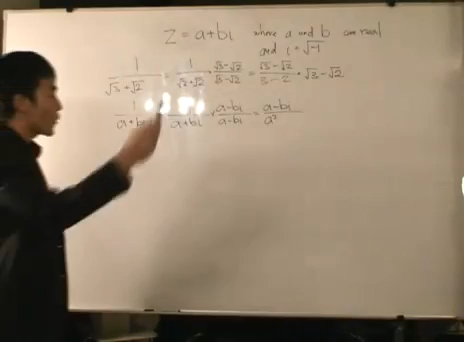 z = a+bi where a and b are real
and i = √-1
1/(√3+√2) = 1/(√3+√2) · (√3-√2)/(√3-√2) = (√3-√2)/(3-2) = √3-√2
1/(a+bi) = 1/(a+bi) · (a-bi)/(a-bi) = (a-bi)/a²